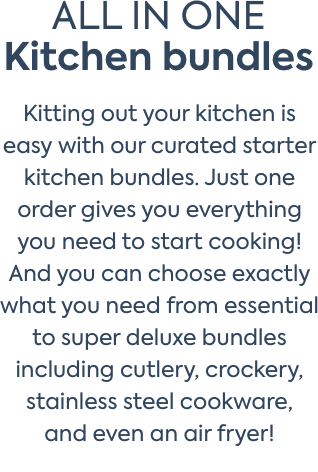 ALL IN ONE
Kitchen bundles
Kitting out your kitchen is
easy with our curated starter
kitchen bundles. Just one
order gives you everything
you need to start cooking!
And you can choose exactly
what you need from essential
to super deluxe bundles
including cutlery, crockery,
stainless steel cookware,
and even an air fryer!